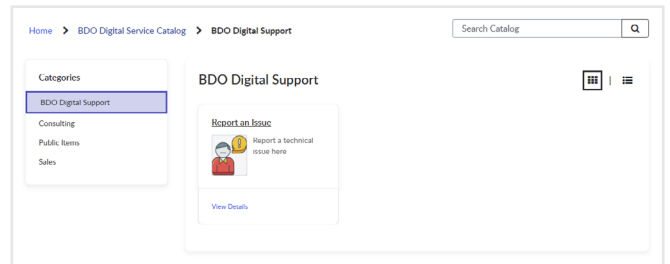 Home > BDO Digital Service Catalog > BDO Digital Support
Search Catalog
Categories
BDO Digital Support
Consulting
Public Items
Sales
BDO Digital Support
|
Report an Issue
Report a technical
issue here
View Details